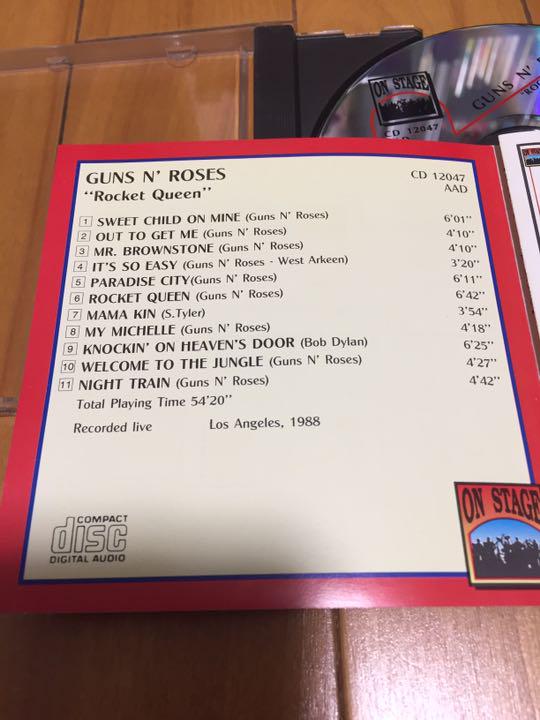 ON STAGE
CD 12047
GUNS N'
GUNS N' ROSES
"Rocket Queen"
CD 12047
AAD
1 SWEET CHILD ON MINE (Guns N' Roses) 6'01"
2 OUT TO GET ME (Guns N' Roses) 4'10"
3 MR. BROWNSTONE (Guns N' Roses) 4'10"
4 IT'S SO EASY (Guns N' Roses - West Arkeen) 3'20"
5 PARADISE CITY(Guns N' Roses) 6'11"
6 ROCKET QUEEN (Guns N' Roses) 6'42"
7 MAMA KIN (S.Tyler) 3'54"
8 MY MICHELLE (Guns N' Roses) 4'18"
9 KNOCKIN' ON HEAVEN'S DOOR (Bob Dylan) 6'25"
10 WELCOME TO THE JUNGLE (Guns N' Roses) 4'27"
11 NIGHT TRAIN (Guns N' Roses) 4'42"
Total Playing Time 54'20"
Recorded live Los Angeles, 1988
COMPACT
disc
DIGITAL AUDIO
ON STAGE